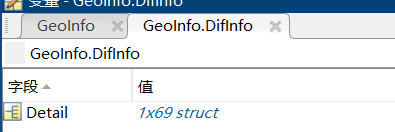 变量 - GeoInfo.DifInfo
GeoInfo × GeoInfo.DifInfo ×
GeoInfo.DifInfo
字段 值
Detail 1x69 struct